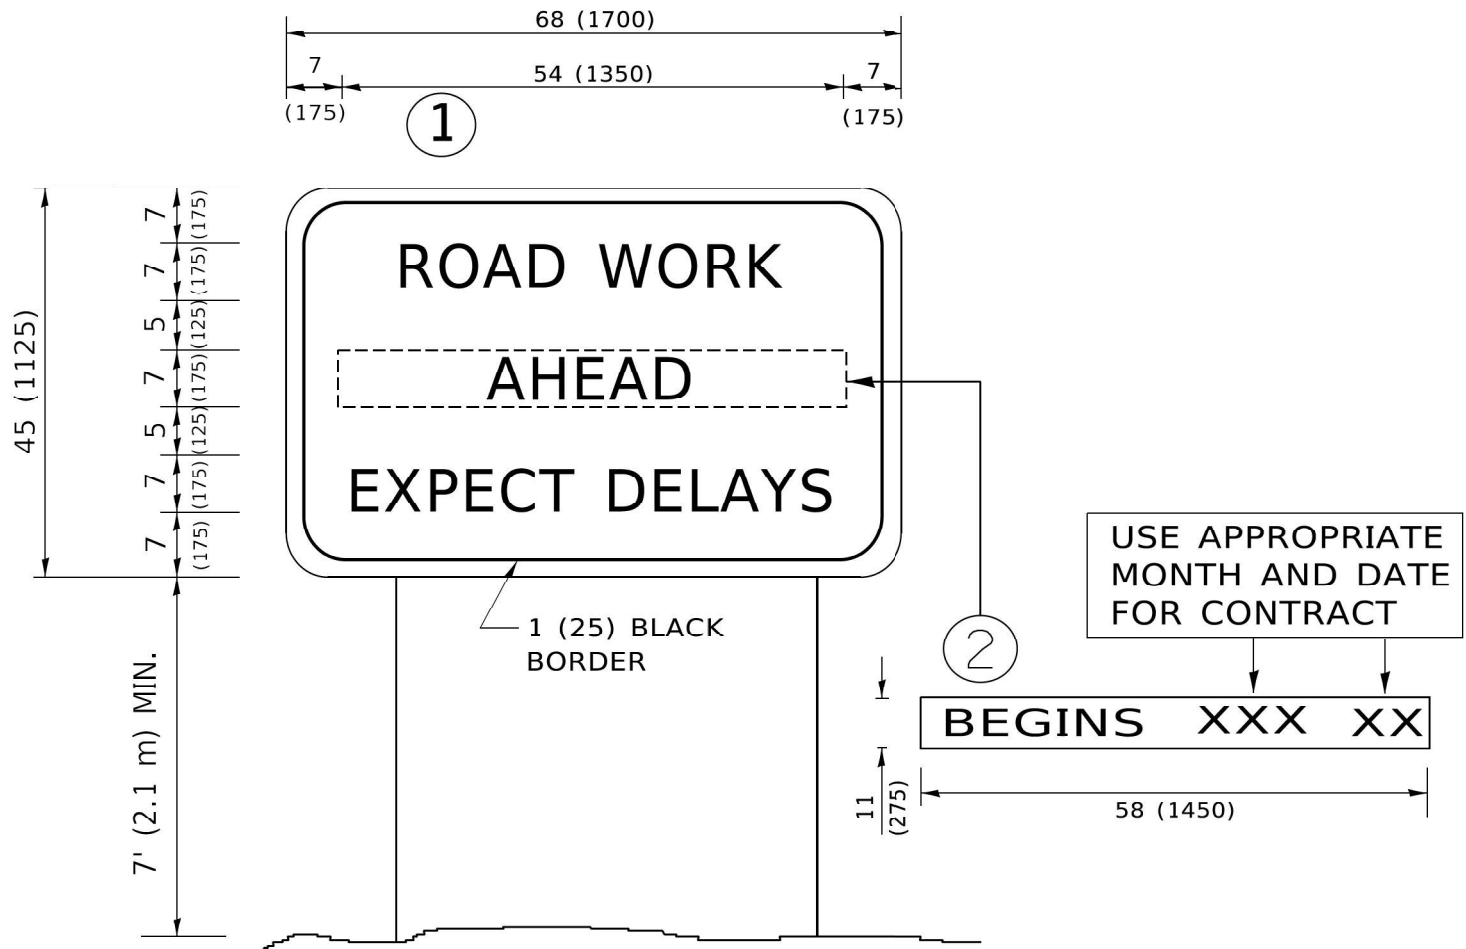 68 (1700)
7
54 (1350)
7
(175)
(175)
1
7
(175)
7
(175)
5
(125)
7
(175)
5
(125)
7
(175)
7
(175)
45 (1125)
ROAD WORK
AHEAD
EXPECT DELAYS
1 (25) BLACK
BORDER
7' (2.1 m) MIN.
2
USE APPROPRIATE
MONTH AND DATE
FOR CONTRACT
BEGINS XXX XX
11
(275)
58 (1450)